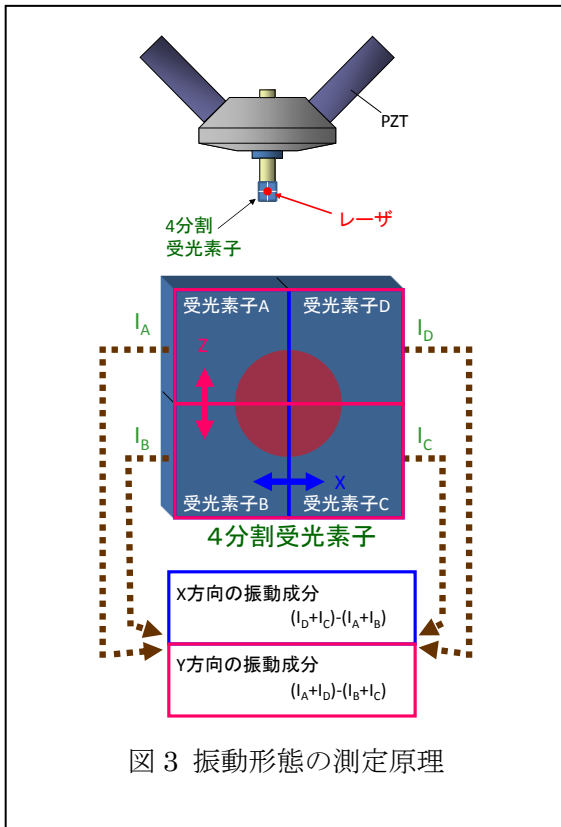 PZT
レーザ
4分割
受光素子
受光素子A
受光素子D
I_A
I_D
Z
I_B
I_C
X
受光素子B
受光素子C
4分割受光素子
X方向の振動成分
(I_D+I_C)-(I_A+I_B)
Y方向の振動成分
(I_A+I_D)-(I_B+I_C)
図 3 振動形態の測定原理